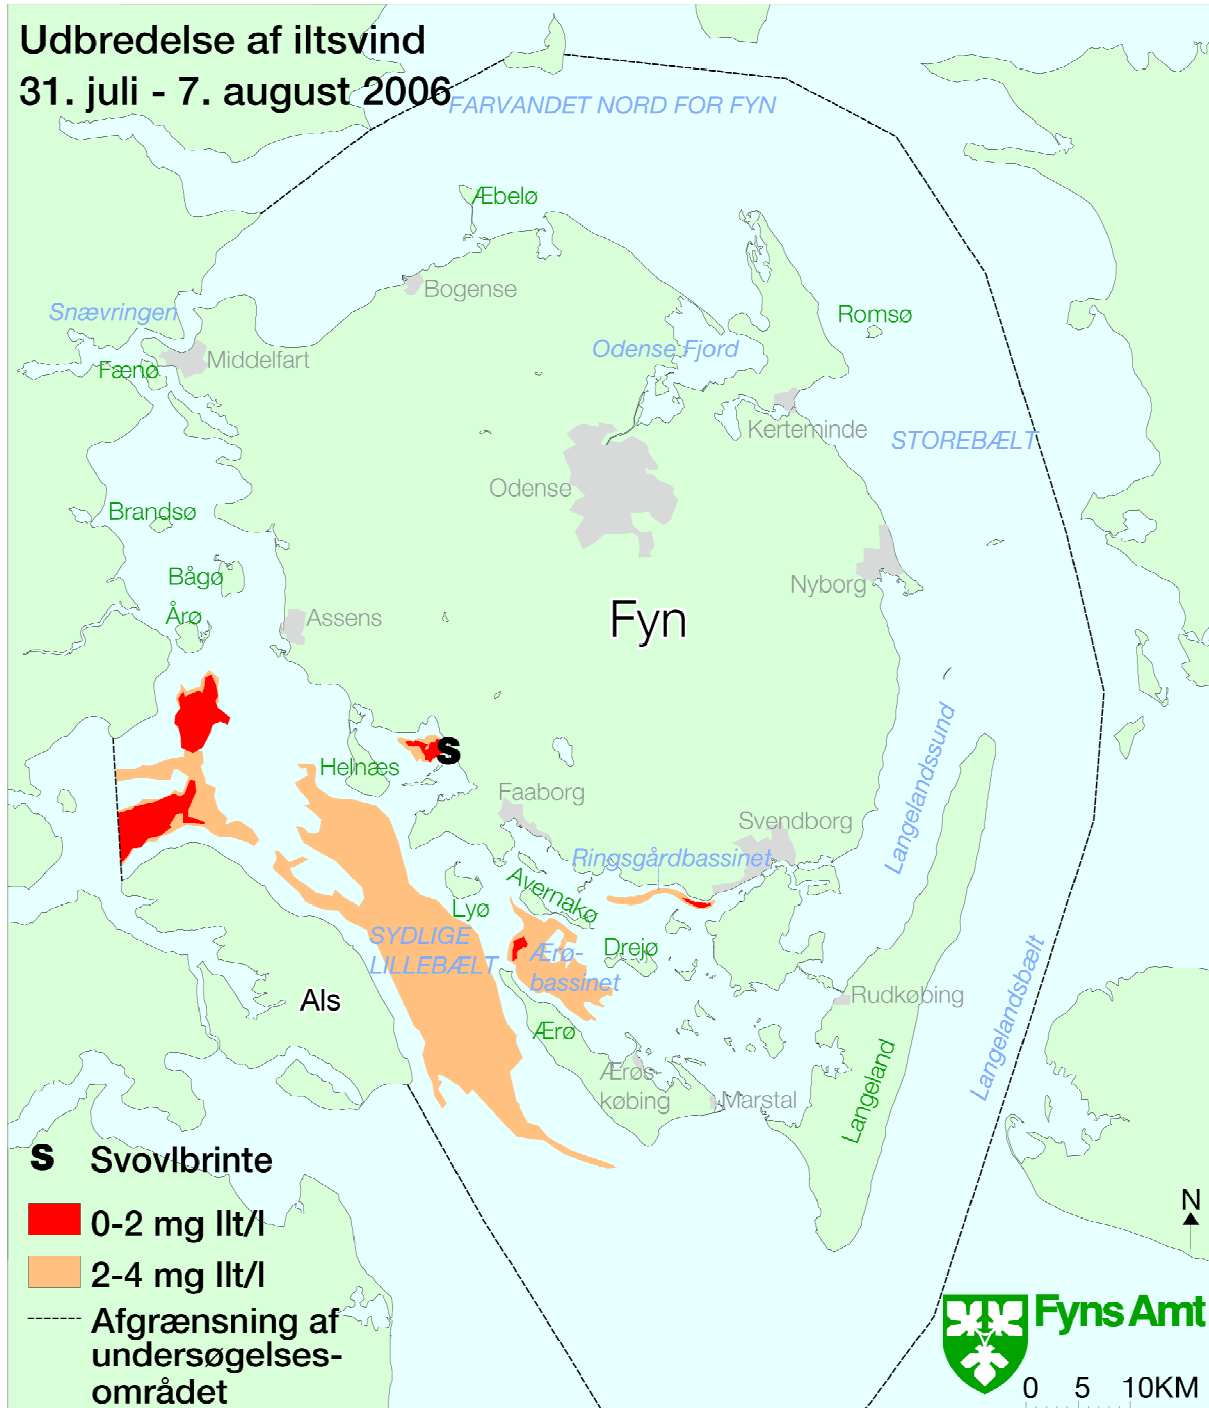 Udbredelse af iltsvind
31. juli - 7. august 2006
FARVANDET NORD FOR FYN
Æbelø
Bogense
Snævringen
Romsø
Odense Fjord
Middelfart
Fænø
Kerteminde
STOREBÆLT
Odense
Brandsø
Bågø
Nyborg
Årø
Assens
Fyn
Langelandssund
S
Helnæs
Faaborg
Svendborg
Ringsgårdbassinet
Avernakø
Lyø
SYDLIGE
LILLEBÆLT
Drejø
Ærø-
bassinet
Als
Rudkøbing
Langelandsbælt
Ærø
Langeland
Ærøs-
købing
Marstal
S Svovlbrinte
0-2 mg Ilt/l
2-4 mg Ilt/l
Afgrænsning af
undersøgelses-
området
N
Fyns Amt
0 5 10KM